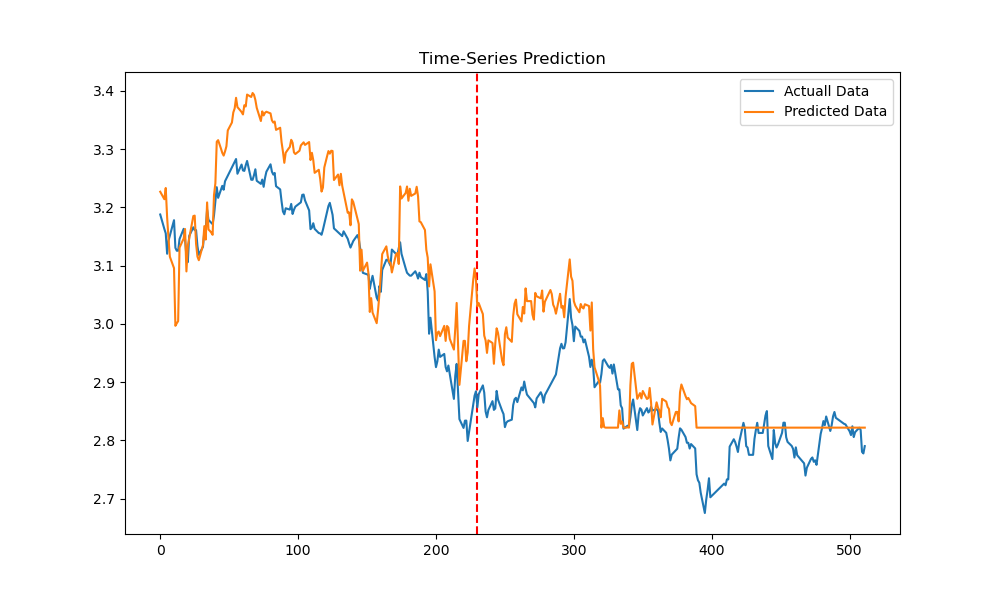 Time-Series Prediction
Actuall Data
Predicted Data
3.4
3.3
3.2
3.1
3.0
2.9
2.8
2.7
0 100 200 300 400 500